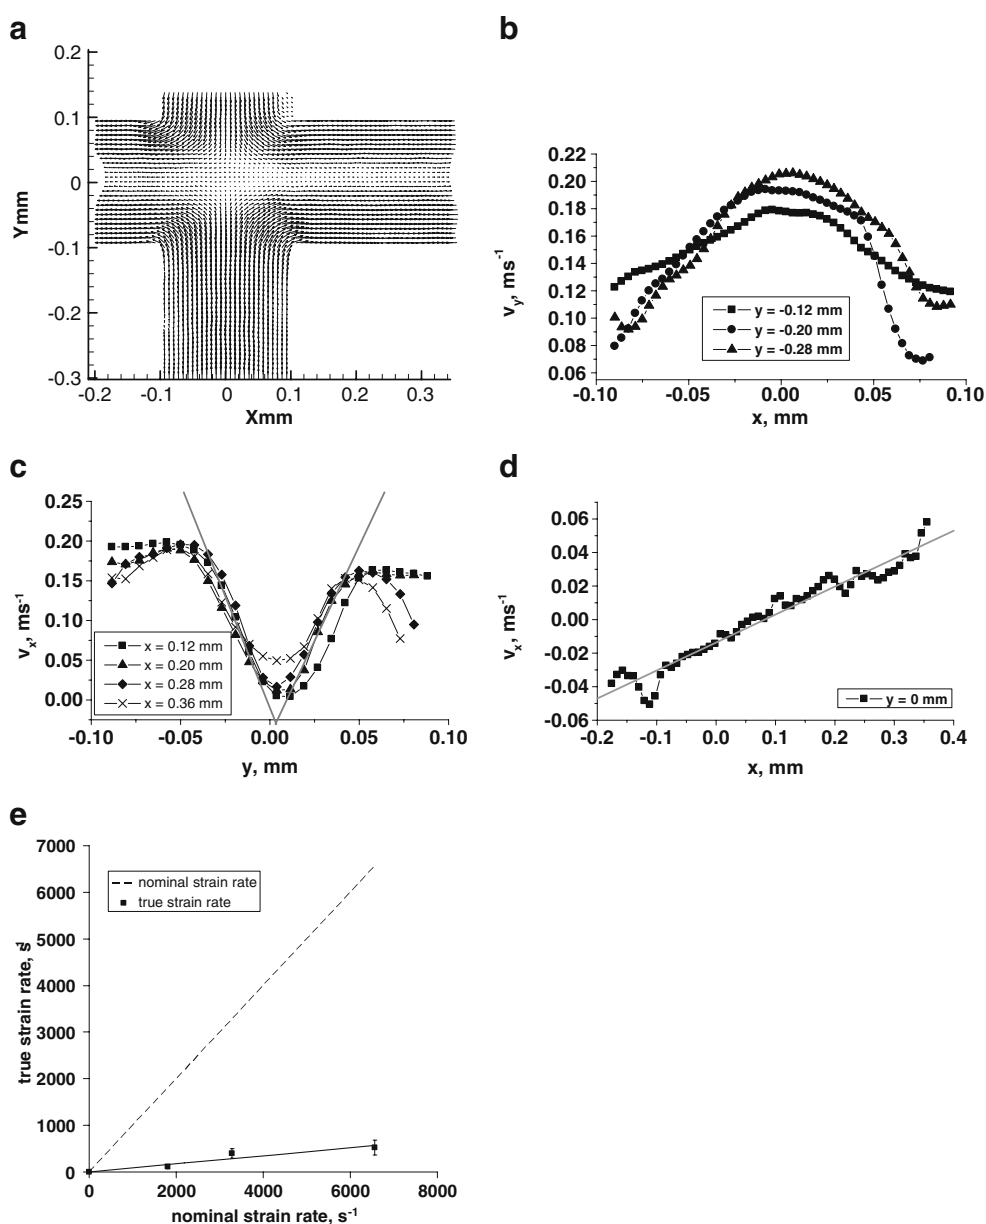 a
0.2
0.1
0
-0.1
-0.2
-0.3
Ymm
-0.2 -0.1 0 0.1 0.2 0.3
Xmm
b
0.22
0.20
0.18
0.16
0.14
0.12
0.10
0.08
0.06
v_y, ms⁻¹
y = -0.12 mm
y = -0.20 mm
y = -0.28 mm
-0.10 -0.05 0.00 0.05 0.10
x, mm
c
0.25
0.20
0.15
0.10
0.05
0.00
v_x, ms⁻¹
x = 0.12 mm
x = 0.20 mm
x = 0.28 mm
x = 0.36 mm
-0.10 -0.05 0.00 0.05 0.10
y, mm
d
0.06
0.04
0.02
0.00
-0.02
-0.04
-0.06
v_x, ms⁻¹
y = 0 mm
-0.2 -0.1 0.0 0.1 0.2 0.3 0.4
x, mm
e
7000
6000
5000
4000
3000
2000
1000
0
true strain rate, s⁻¹
nominal strain rate
true strain rate
0 2000 4000 6000 8000
nominal strain rate, s⁻¹